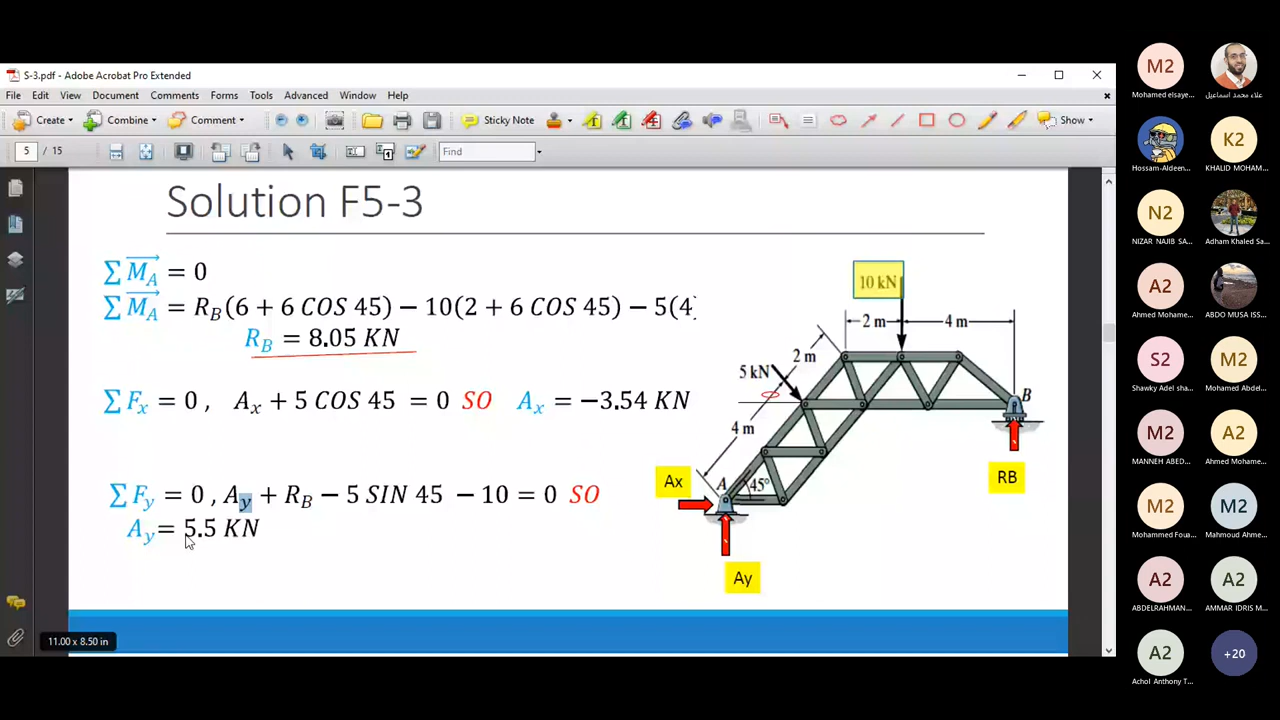 S-3.pdf - Adobe Acrobat Pro Extended
File Edit View Document Comments Forms Tools Advanced Window Help
Create Combine Comment Sticky Note Show
5 / 15 Find
Solution F5-3
∑ M_A = 0
∑ M_A = R_B(6 + 6 COS 45) − 10(2 + 6 COS 45) − 5(4)
R_B = 8.05 KN
∑ F_x = 0 , A_x + 5 COS 45 = 0 SO A_x = −3.54 KN
∑ F_y = 0 , A_y + R_B − 5 SIN 45 − 10 = 0 SO
A_y = 5.5 KN
10 kN
2 m
4 m
2 m
5 kN
4 m
B
A
45°
Ax
RB
Ay
11.00 x 8.50 in
M2
Mohamed elsaye...
علاء محمد اسماعيل
Hossam-Aldeen...
K2
KHALID MOHAM...
N2
NIZAR NAJIB SA...
Adham Khaled Sa...
A2
Ahmed Mohame...
ABDO MUSA ISS...
S2
Shawky Adel sha...
M2
Mohamed Abdel...
M2
MANNEH ABED...
A2
Ahmed Mohame...
M2
Mohammed Foua...
M2
Mahmoud Ahme...
A2
ABDELRAHMAN...
A2
AMMAR IDRIS M...
A2
Achol Anthony T...
+20